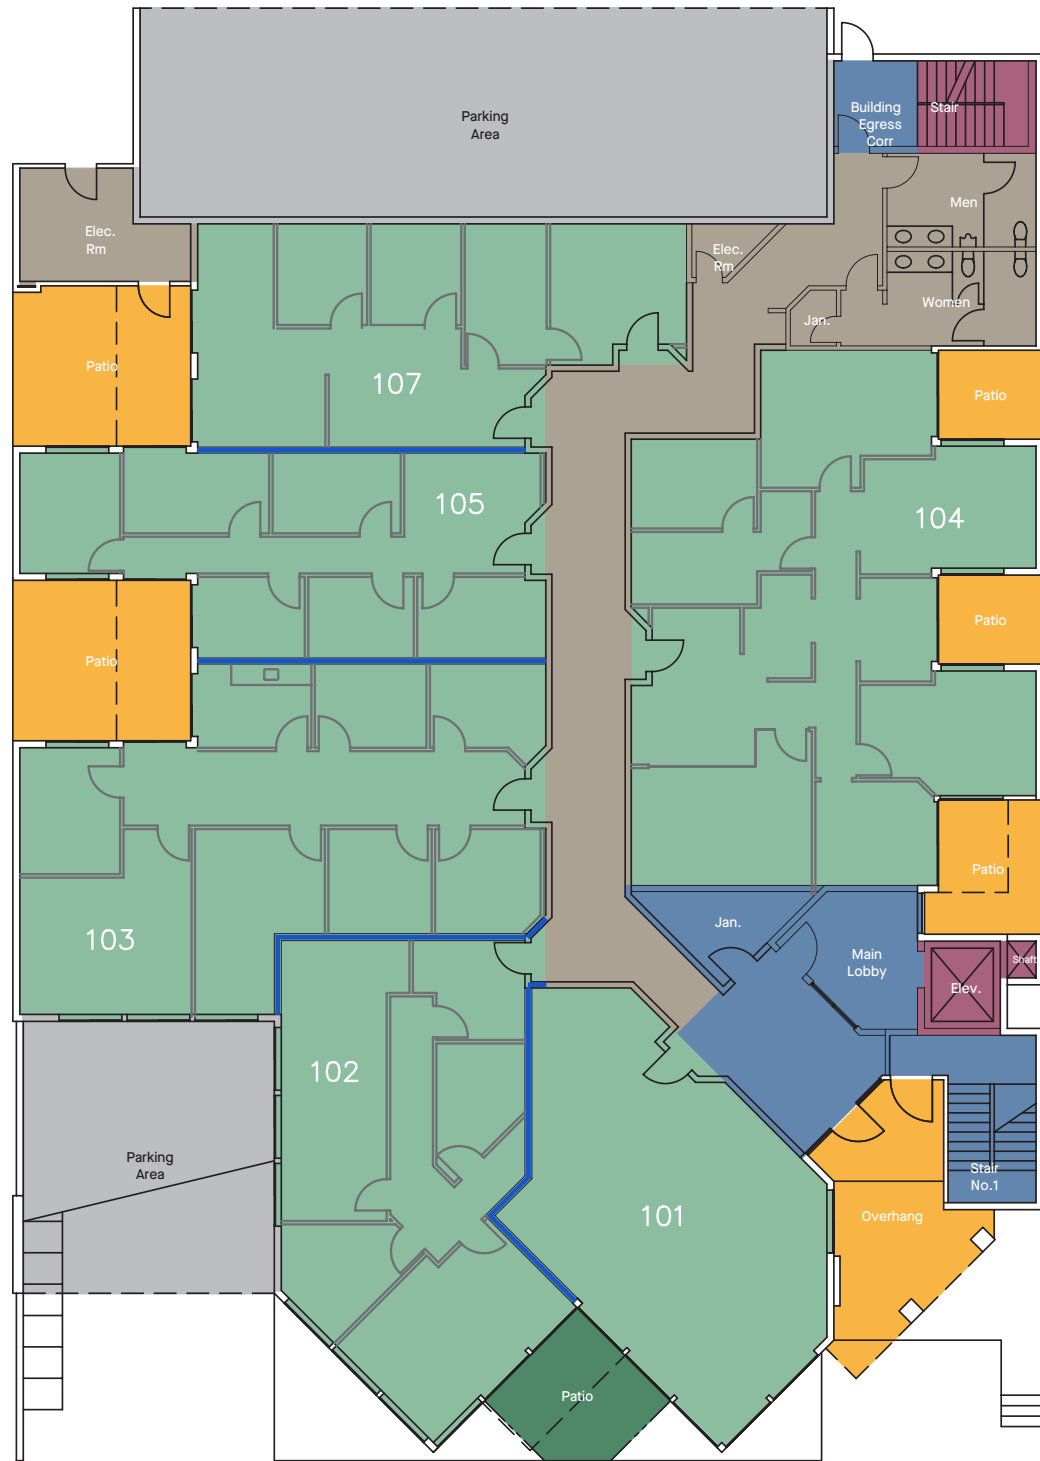 Parking
Area
Building
Egress
Corr
Stair
Men
Elec.
Rm
Elec.
Rm
Women
Jan.
Patio
107
Patio
105
104
Patio
Patio
Patio
Jan.
103
Main
Lobby
Shaft
Elev.
102
Parking
Area
Stair
No.1
101
Overhang
Patio